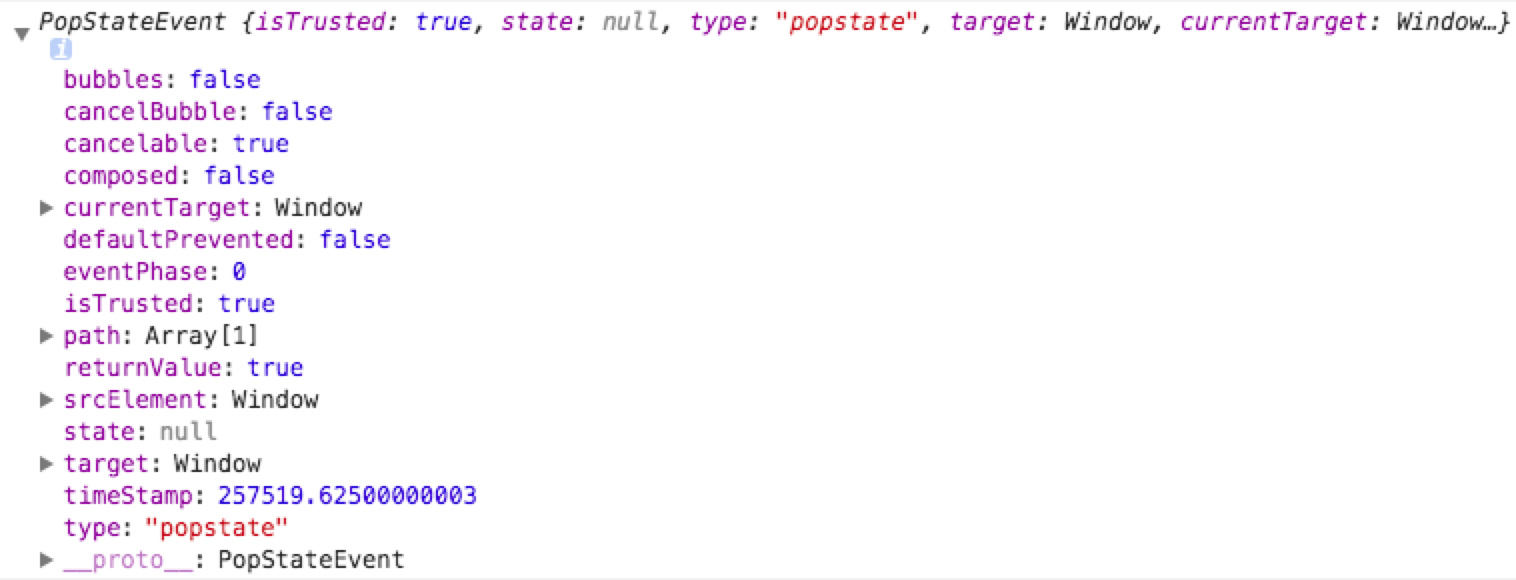 ▼ PopStateEvent {isTrusted: true, state: null, type: "popstate", target: Window, currentTarget: Window…}
i
bubbles: false
cancelBubble: false
cancelable: true
composed: false
▶ currentTarget: Window
defaultPrevented: false
eventPhase: 0
isTrusted: true
▶ path: Array[1]
returnValue: true
▶ srcElement: Window
state: null
▶ target: Window
timeStamp: 257519.62500000003
type: "popstate"
▶ __proto__: PopStateEvent